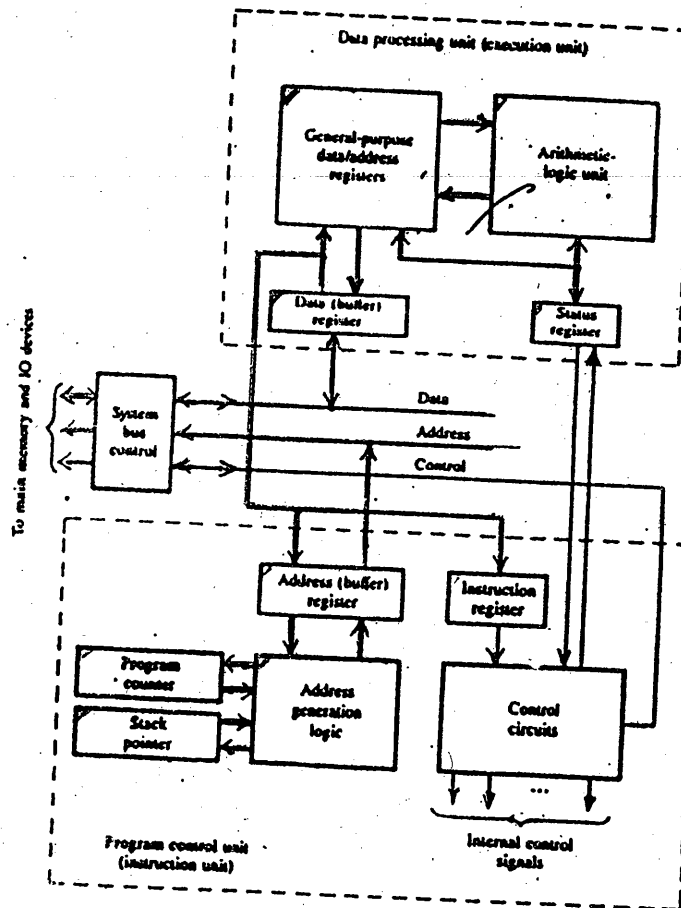 Data processing unit (execution unit)
General-purpose
data/address
registers
Arithmetic-
logic unit
Data (buffer)
register
Status
register
To main memory and IO devices
System
bus
control
Data
Address
Control
Address (buffer)
register
Instruction
register
Program
counter
Stack
pointer
Address
generation
logic
Control
circuits
...
Program control unit
(instruction unit)
Internal control
signals